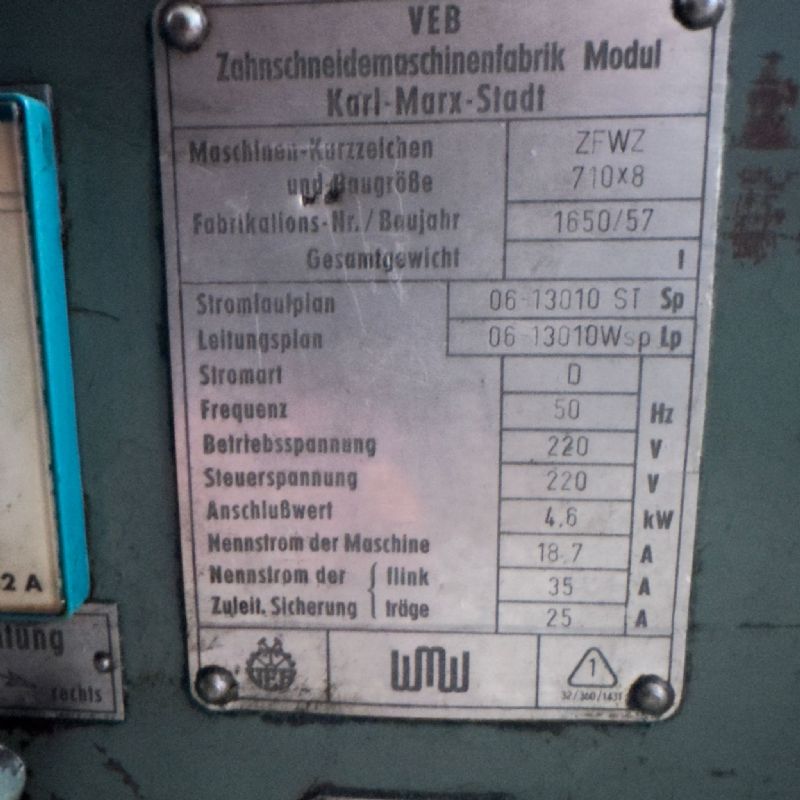 VEB
Zahnschneidemaschinenfabrik Modul
Karl-Marx-Stadt
Maschinen-Kurzzeichen ZFWZ
und Baugröße 710x8
Fabrikations-Nr./Baujahr 1650/57
Gesamtgewicht t
Stromlaufplan 06-13010 ST Sp
Leitungsplan 06-13010Wsp Lp
Stromart D
Frequenz 50 Hz
Betriebsspannung 220 V
Steuerspannung 220 V
Anschlußwert 4,6 kW
Nennstrom der Maschine 18,7 A
Nennstrom der { flink 35 A
Zuleit. Sicherung { träge 25 A
VEB WMW 1
32/360/1431
2 A
rechts